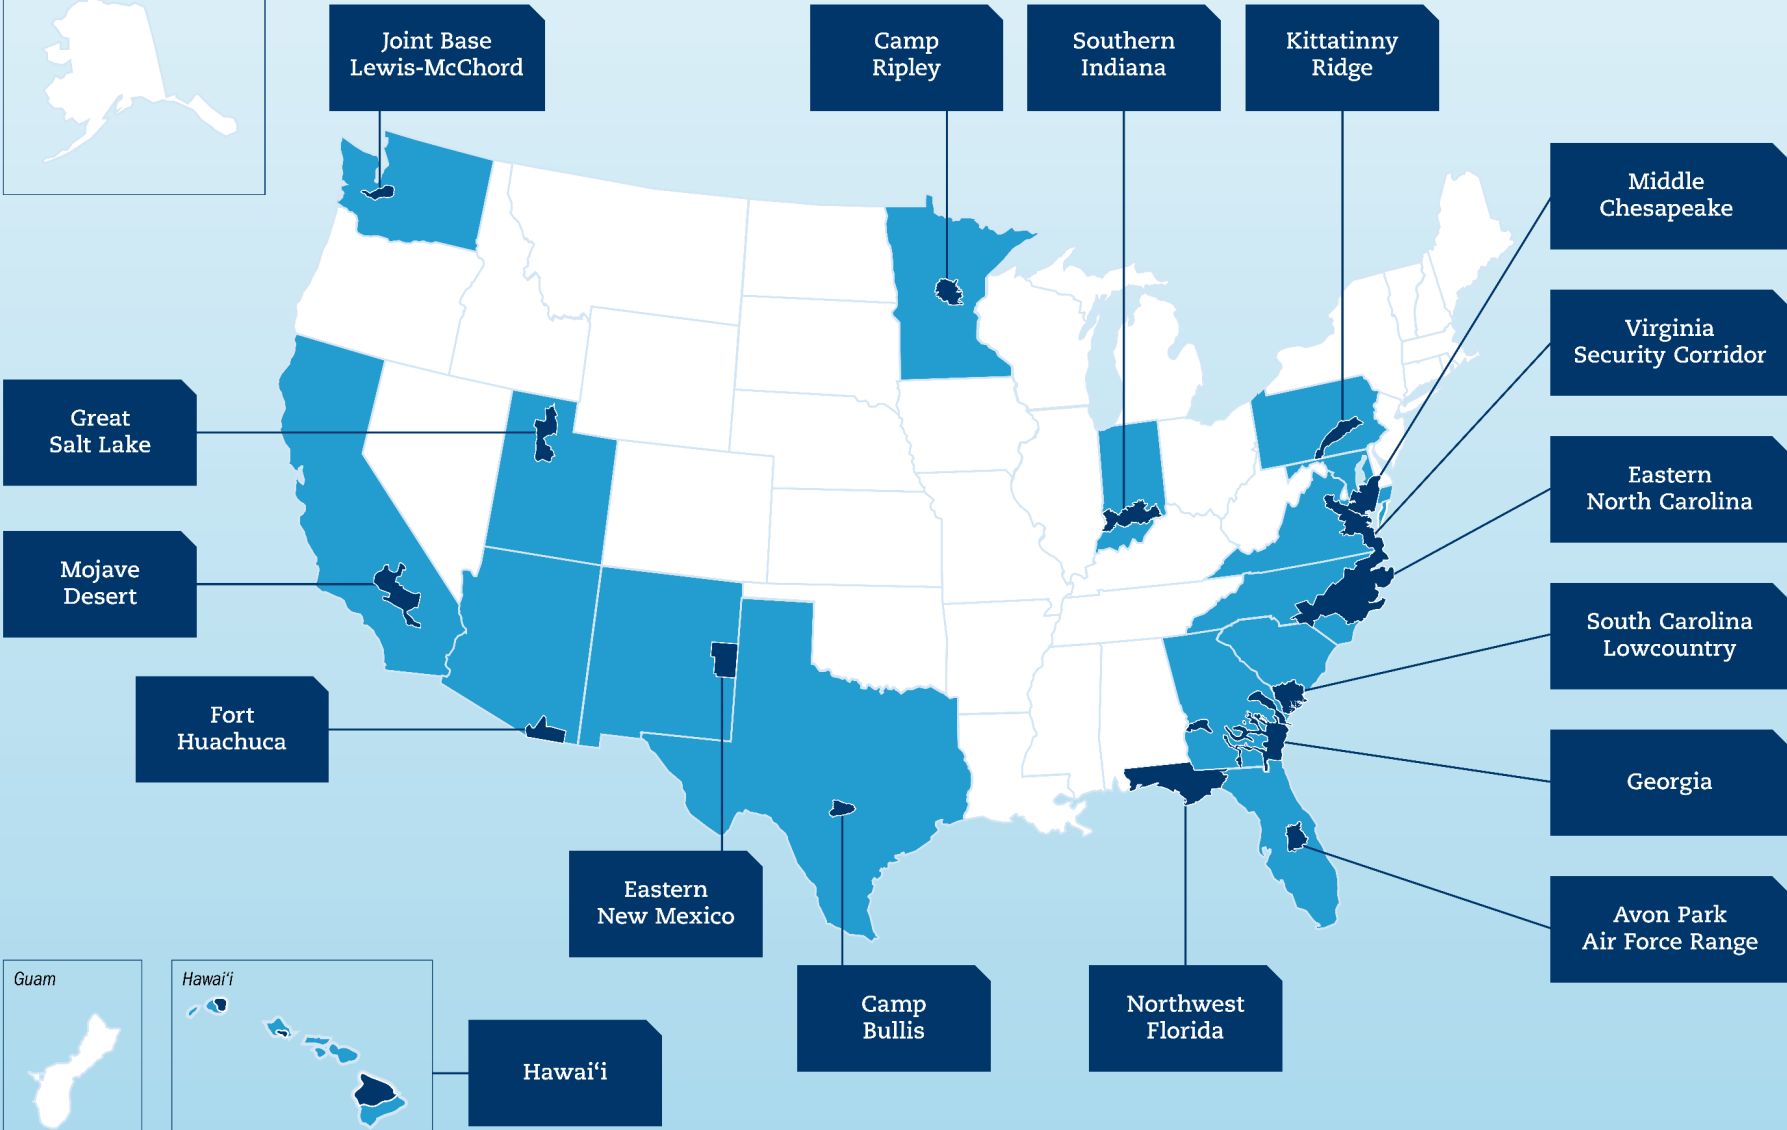 Joint Base
Lewis-McChord
Camp
Ripley
Southern
Indiana
Kittatinny
Ridge
Middle
Chesapeake
Virginia
Security Corridor
Great
Salt Lake
Eastern
North Carolina
Mojave
Desert
South Carolina
Lowcountry
Fort
Huachuca
Georgia
Eastern
New Mexico
Avon Park
Air Force Range
Guam
Hawai‘i
Camp
Bullis
Northwest
Florida
Hawai‘i